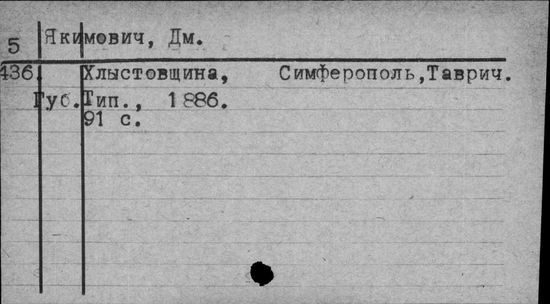 5 Якимович, Дм.
436. Хлыстовщина, Симферополь,Таврич.
Губ.Тип., 1886.
91 с.